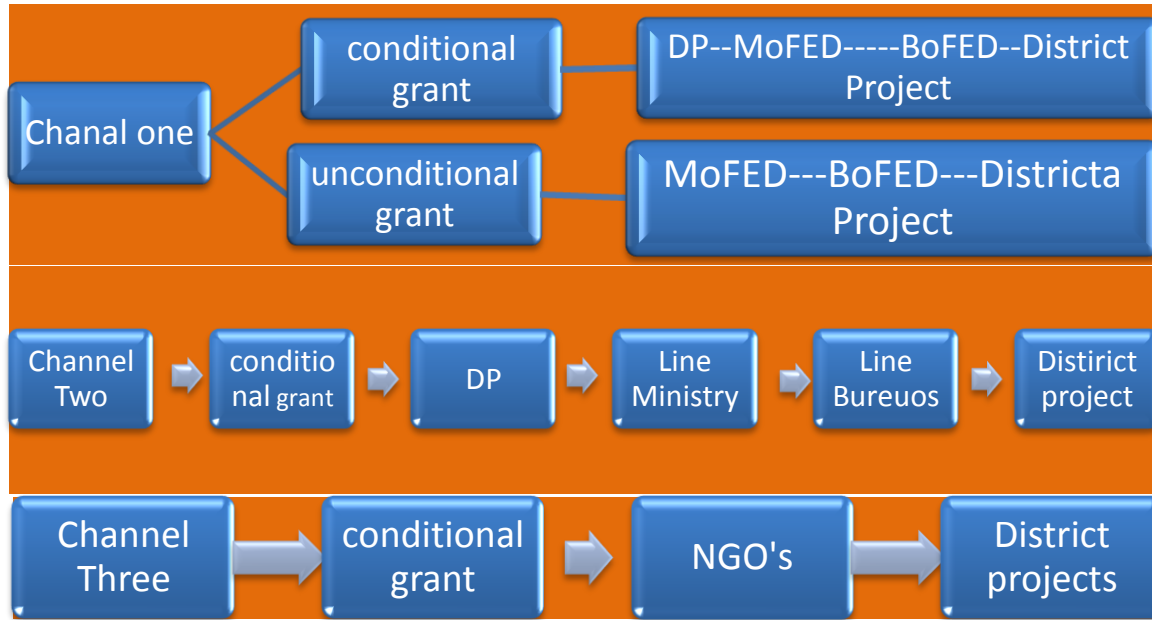 Chanal one
conditional
grant
DP--MoFED-----BoFED--District
Project
unconditional
grant
MoFED---BoFED---Districta
Project
Channel
Two
conditio
nal grant
DP
Line
Ministry
Line
Bureuos
Distirict
project
Channel
Three
conditional
grant
NGO's
District
projects